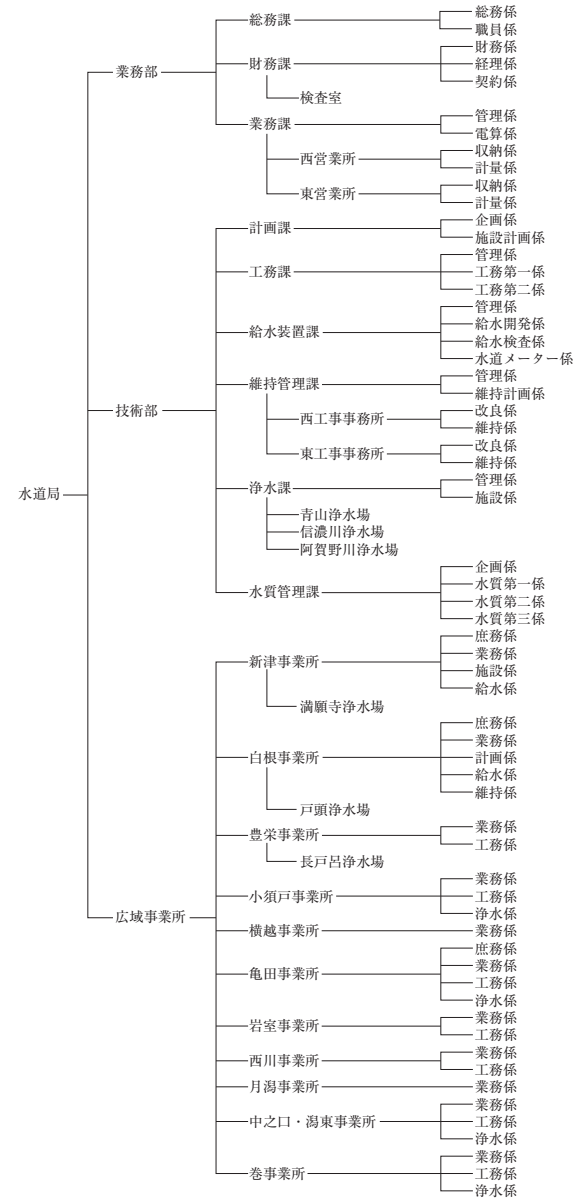 水道局
業務部
総務課
総務係
職員係
財務課
財務係
経理係
契約係
検査室
業務課
管理係
電算係
西営業所
収納係
計量係
東営業所
収納係
計量係
技術部
計画課
企画係
施設計画係
工務課
管理係
工務第一係
工務第二係
給水装置課
管理係
給水開発係
給水検査係
水道メーター係
維持管理課
管理係
維持計画係
西工事事務所
改良係
維持係
東工事事務所
改良係
維持係
浄水課
管理係
施設係
青山浄水場
信濃川浄水場
阿賀野川浄水場
水質管理課
企画係
水質第一係
水質第二係
水質第三係
広域事業所
新津事業所
庶務係
業務係
施設係
給水係
満願寺浄水場
白根事業所
庶務係
業務係
計画係
給水係
維持係
戸頭浄水場
豊栄事業所
業務係
工務係
長戸呂浄水場
小須戸事業所
業務係
工務係
浄水係
横越事業所
業務係
亀田事業所
庶務係
業務係
工務係
浄水係
岩室事業所
業務係
工務係
西川事業所
業務係
工務係
月潟事業所
業務係
中之口・潟東事業所
業務係
工務係
浄水係
巻事業所
業務係
工務係
浄水係